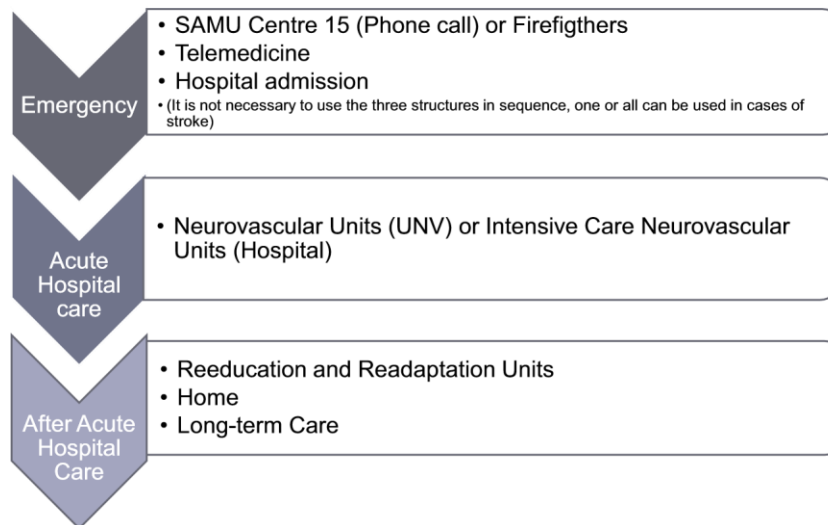 Emergency
• SAMU Centre 15 (Phone call) or Firefigthers
• Telemedicine
• Hospital admission
• (It is not necessary to use the three structures in sequence, one or all can be used in cases of
stroke)
Acute
Hospital
care
• Neurovascular Units (UNV) or Intensive Care Neurovascular
Units (Hospital)
After Acute
Hospital
Care
• Reeducation and Readaptation Units
• Home
• Long-term Care